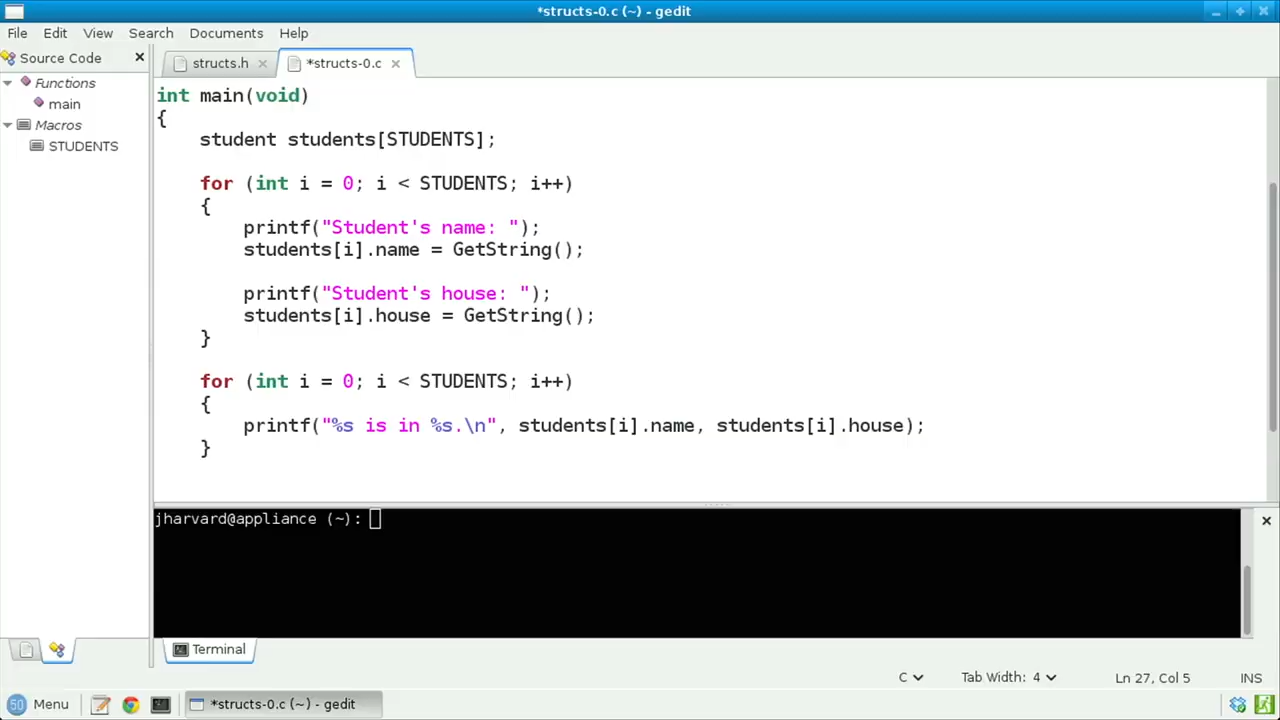 *structs-0.c (~) - gedit
File Edit View Search Documents Help
Source Code
structs.h
*structs-0.c
Functions
main
Macros
STUDENTS
int main(void)
{
    student students[STUDENTS];
    for (int i = 0; i < STUDENTS; i++)
    {
        printf("Student's name: ");
        students[i].name = GetString();
        printf("Student's house: ");
        students[i].house = GetString();
    }
    for (int i = 0; i < STUDENTS; i++)
    {
        printf("%s is in %s.\n", students[i].name, students[i].house);
    }
jharvard@appliance (~):
Terminal
C Tab Width: 4 Ln 27, Col 5 INS
50 Menu *structs-0.c (~) - gedit